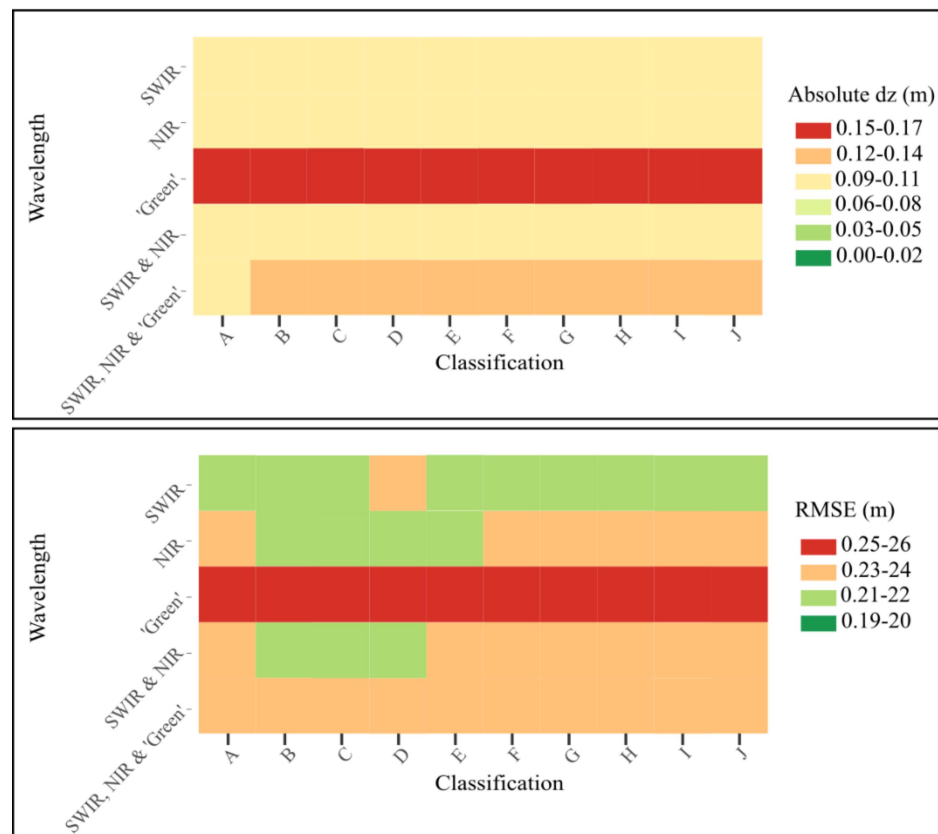 Wavelength
SWIR
NIR
'Green'
SWIR & NIR
SWIR, NIR & 'Green'
A B C D E F G H I J
Classification
Absolute dz (m)
0.15-0.17
0.12-0.14
0.09-0.11
0.06-0.08
0.03-0.05
0.00-0.02
Wavelength
SWIR
NIR
'Green'
SWIR & NIR
SWIR, NIR & 'Green'
A B C D E F G H I J
Classification
RMSE (m)
0.25-26
0.23-24
0.21-22
0.19-20